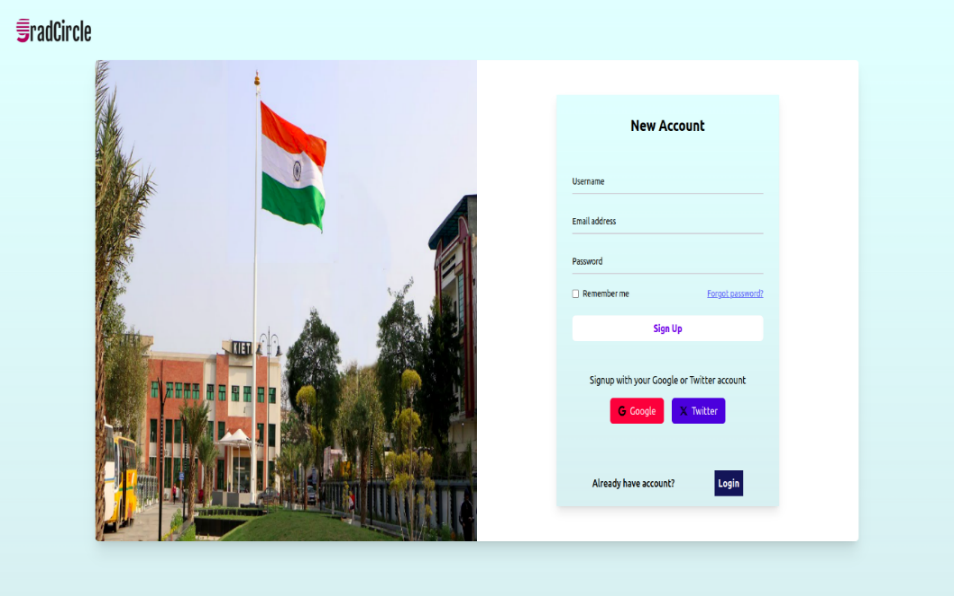 GradCircle
KIET
New Account
Username
Email address
Password
Remember me
Forgot password?
Sign Up
Signup with your Google or Twitter account
G Google
X Twitter
Already have account?
Login